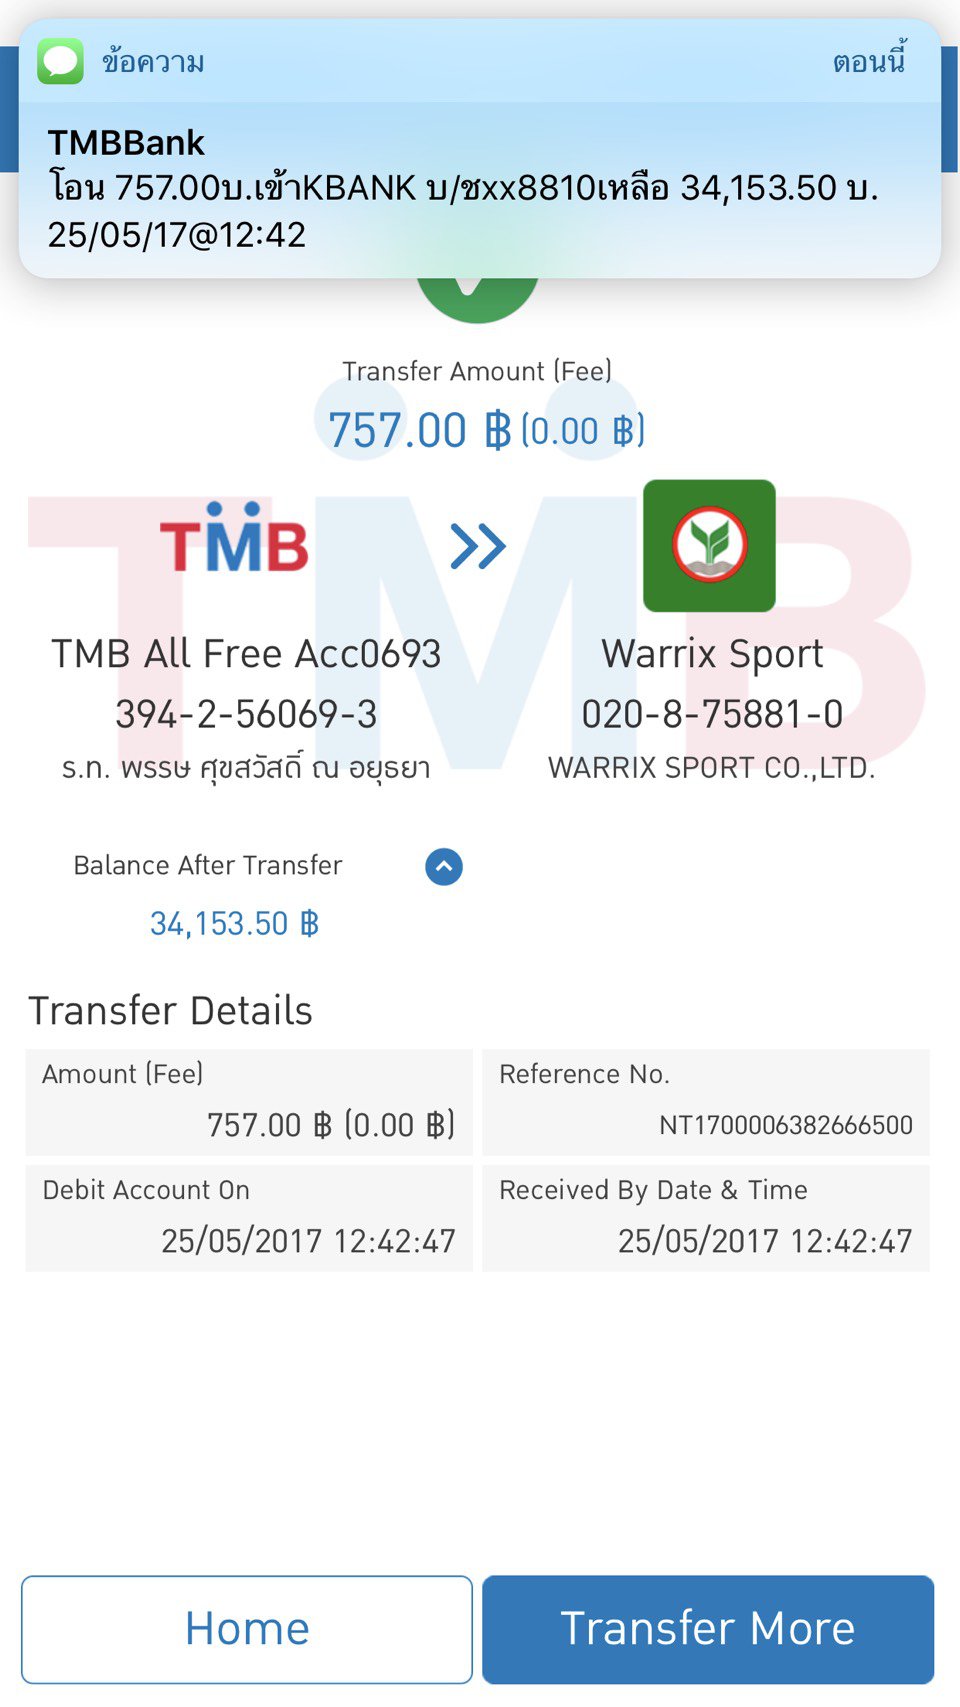 ข้อความ ตอนนี้
TMBBank
โอน 757.00บ.เข้าKBANK บ/ชxx8810เหลือ 34,153.50 บ.
25/05/17@12:42
Transfer Amount (Fee)
757.00 ฿ (0.00 ฿)
TMB
TMB All Free Acc0693
394-2-56069-3
ร.ท. พรรษ ศุขสวัสดิ์ ณ อยุธยา
Warrix Sport
020-8-75881-0
WARRIX SPORT CO.,LTD.
Balance After Transfer
34,153.50 ฿
Transfer Details
Amount (Fee)
757.00 ฿ (0.00 ฿)
Reference No.
NT1700006382666500
Debit Account On
25/05/2017 12:42:47
Received By Date & Time
25/05/2017 12:42:47
Home
Transfer More
TMB